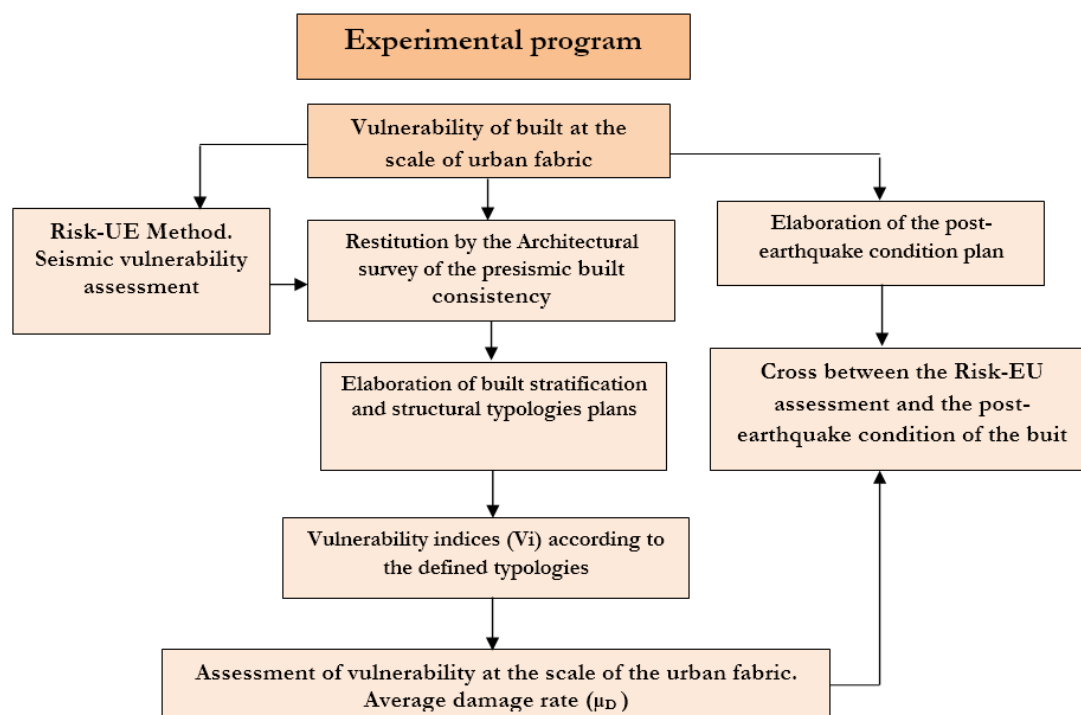 Experimental program
Vulnerability of built at the
scale of urban fabric
Risk-UE Method.
Seismic vulnerability
assessment
Restitution by the Architectural
survey of the presismic built
consistency
Elaboration of the post-
earthquake condition plan
Elaboration of built stratification
and structural typologies plans
Cross between the Risk-EU
assessment and the post-
earthquake condition of the buit
Vulnerability indices (Vi) according to
the defined typologies
Assessment of vulnerability at the scale of the urban fabric.
Average damage rate (μD )